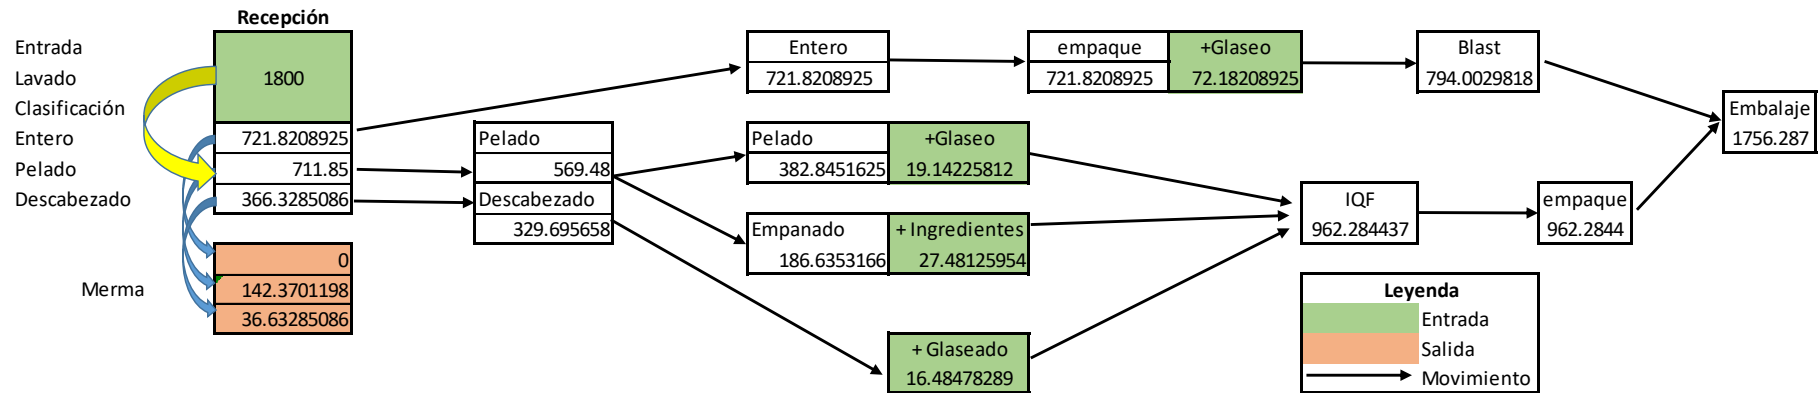 Recepción
Entrada
Lavado
Clasificación
Entero
Pelado
Descabezado
1800
721.8208925
711.85
366.3285086
Merma
0
142.3701198
36.63285086
Pelado
569.48
Descabezado
329.695658
Entero
721.8208925
empaque +Glaseo
721.8208925 72.18208925
Blast
794.0029818
Pelado +Glaseo
382.8451625 19.14225812
Empanado + Ingredientes
186.6353166 27.48125954
+ Glaseado
16.48478289
IQF
962.284437
empaque
962.2844
Embalaje
1756.287
Leyenda
Entrada
Salida
Movimiento